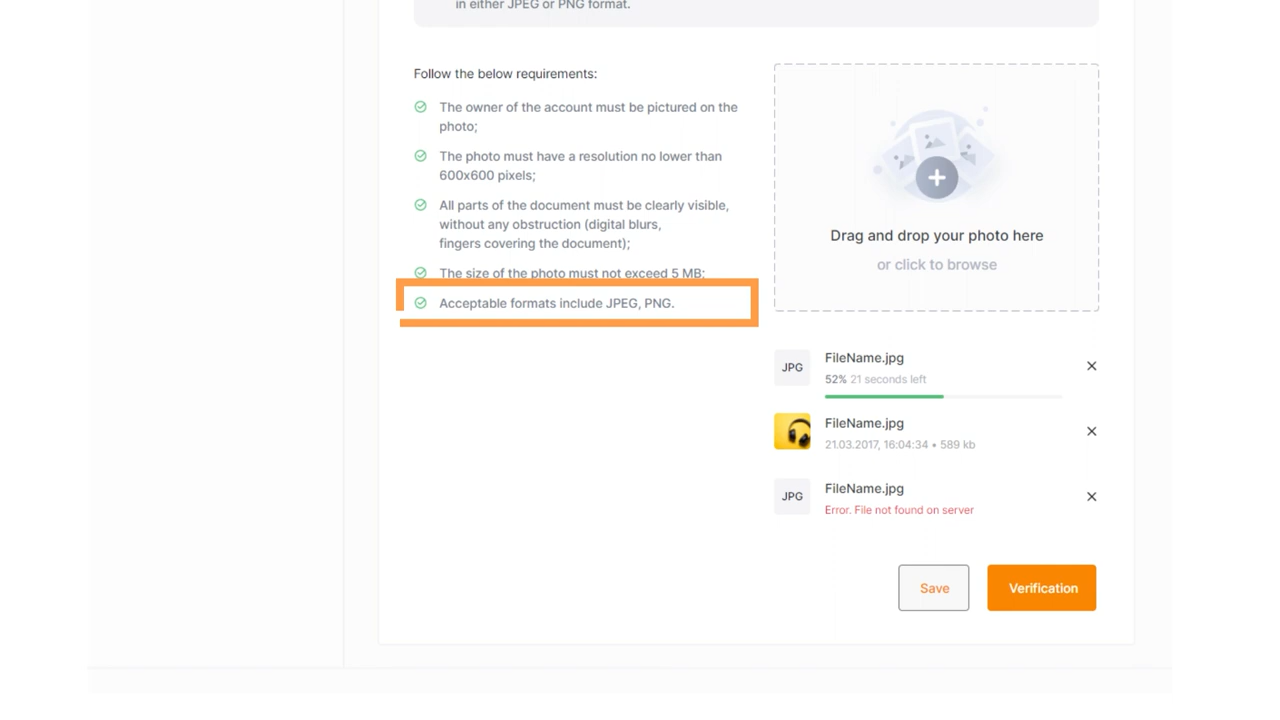 in either JPEG or PNG format.
Follow the below requirements:
The owner of the account must be pictured on the
photo;
The photo must have a resolution no lower than
600x600 pixels;
All parts of the document must be clearly visible,
without any obstruction (digital blurs,
fingers covering the document);
The size of the photo must not exceed 5 MB;
Acceptable formats include JPEG, PNG.
Drag and drop your photo here
or click to browse
JPG
FileName.jpg
52% 21 seconds left
FileName.jpg
21.03.2017, 16:04:34 • 589 kb
JPG
FileName.jpg
Error. File not found on server
Save
Verification